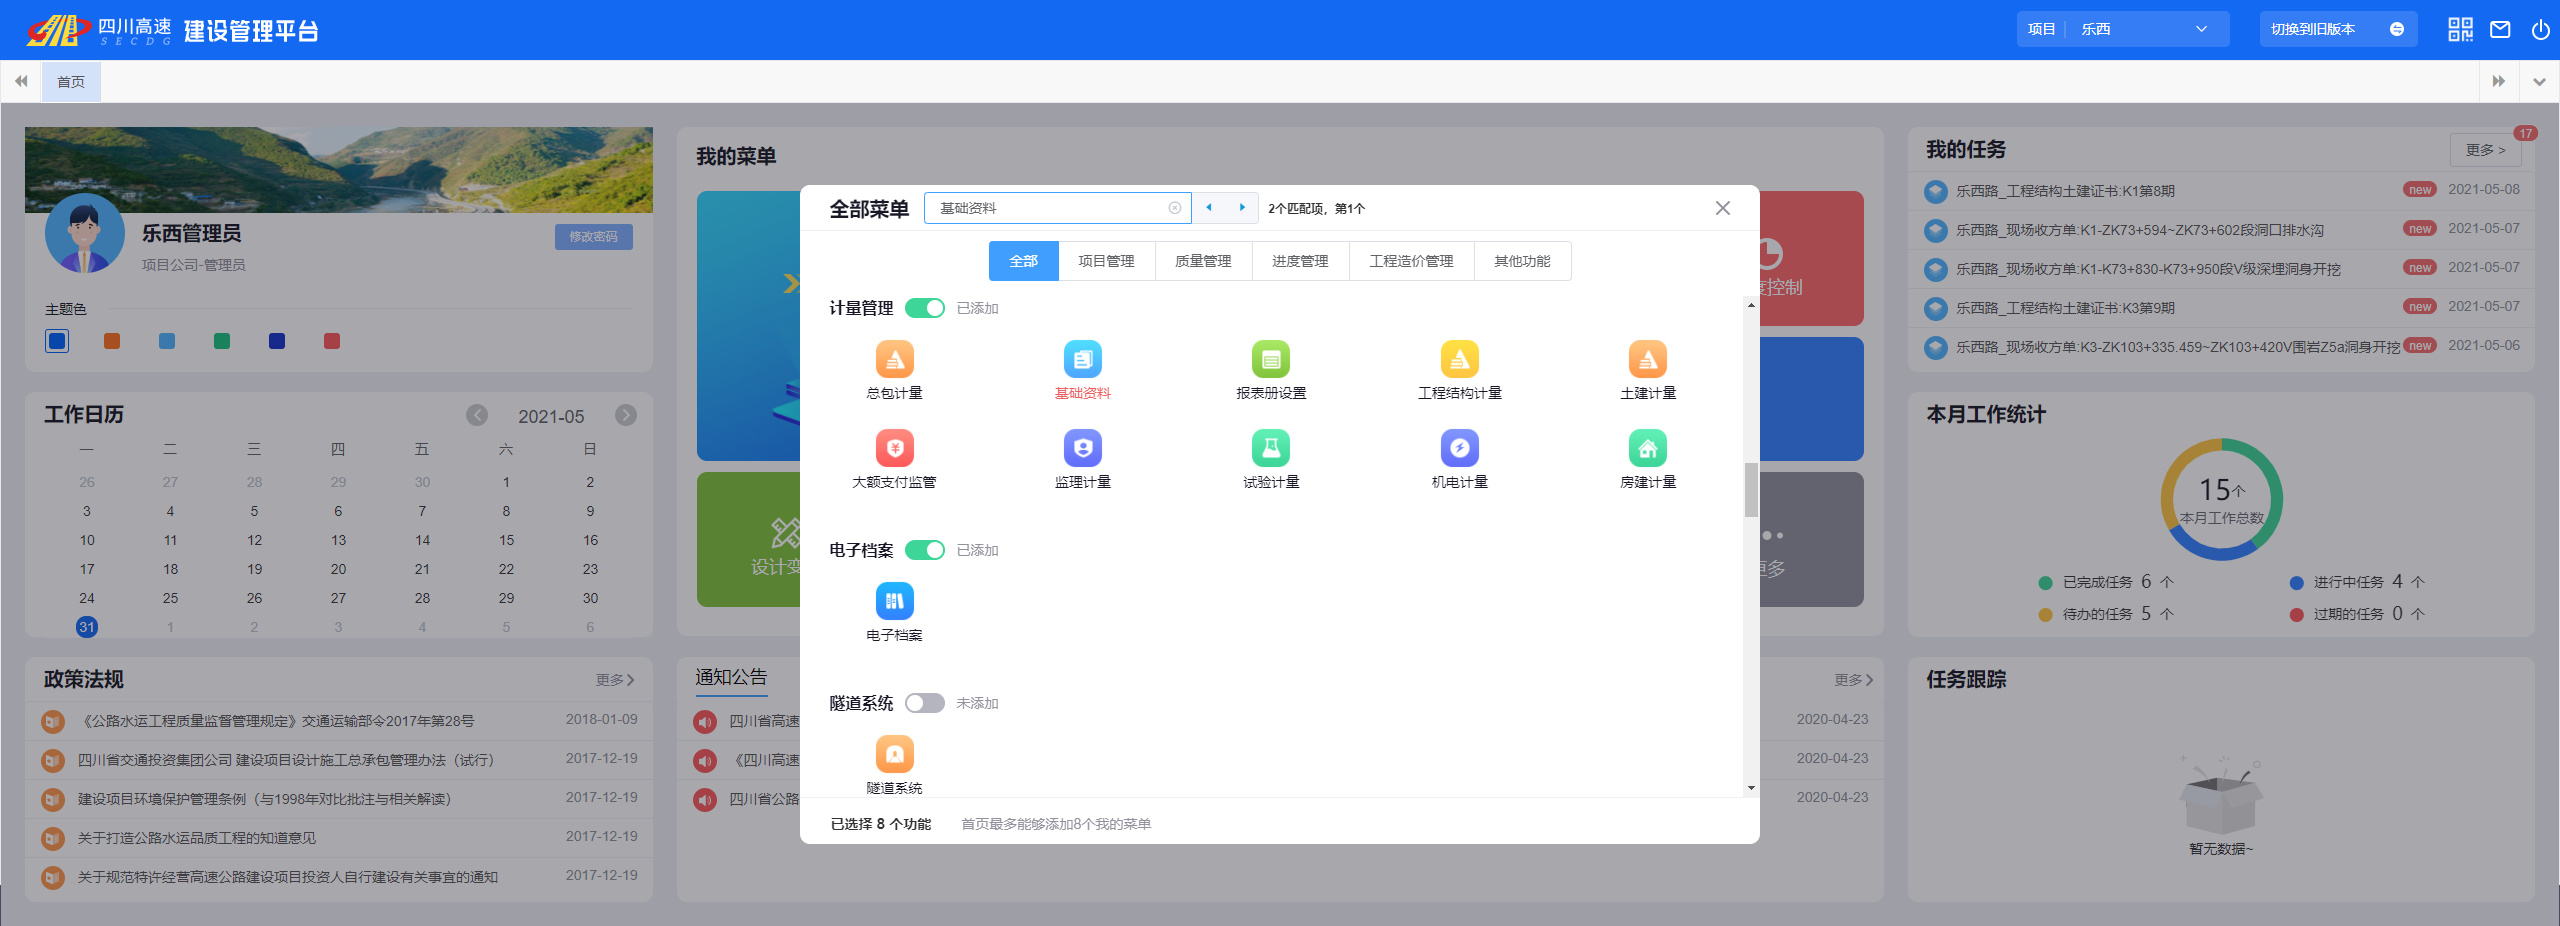 四川高速 建设管理平台
SECDG
项目 乐西
切换到旧版本
首页
乐西管理员
项目公司-管理员
修改密码
主题色
工作日历
2021-05
一 二 三 四 五 六 日
26 27 28 29 30 1 2
3 4 5 6 7 8 9
10 11 12 13 14 15 16
17 18 19 20 21 22 23
24 25 26 27 28 29 30
31 1 2 3 4 5 6
政策法规 更多
《公路水运工程质量监督管理规定》交通运输部令2017年第28号 2018-01-09
四川省交通投资集团公司 建设项目设计施工总承包管理办法（试行） 2017-12-19
建设项目环境保护管理条例（与1998年对比批注与相关解读） 2017-12-19
关于打造公路水运品质工程的知道意见 2017-12-19
关于规范特许经营高速公路建设项目投资人自行建设有关事宜的通知 2017-12-19
我的菜单
设计变
度控制
更多
通知公告 更多
四川省高速 2020-04-23
《四川高速 2020-04-23
四川省公路 2020-04-23
全部菜单 基础资料 2个匹配项，第1个
全部 项目管理 质量管理 进度管理 工程造价管理 其他功能
计量管理 已添加
总包计量 基础资料 报表册设置 工程结构计量 土建计量
大额支付监管 监理计量 试验计量 机电计量 房建计量
电子档案 已添加
电子档案
隧道系统 未添加
隧道系统
已选择 8 个功能 首页最多能够添加8个我的菜单
我的任务 更多 > 17
乐西路_工程结构土建证书:K1第8期 new 2021-05-08
乐西路_现场收方单:K1-ZK73+594~ZK73+602段洞口排水沟 new 2021-05-07
乐西路_现场收方单:K1-K73+830-K73+950段V级深埋洞身开挖 new 2021-05-07
乐西路_工程结构土建证书:K3第9期 new 2021-05-07
乐西路_现场收方单:K3-ZK103+335.459~ZK103+420V围岩Z5a洞身开挖 new 2021-05-06
本月工作统计
15个
本月工作总数
已完成任务 6 个 进行中任务 4 个
待办的任务 5 个 过期的任务 0 个
任务跟踪
暂无数据~